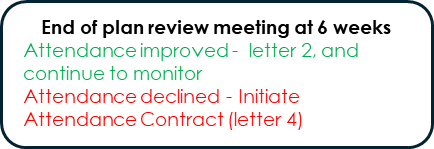 End of plan review meeting at 6 weeks
Attendance improved - letter 2, and
continue to monitor
Attendance declined - Initiate
Attendance Contract (letter 4)